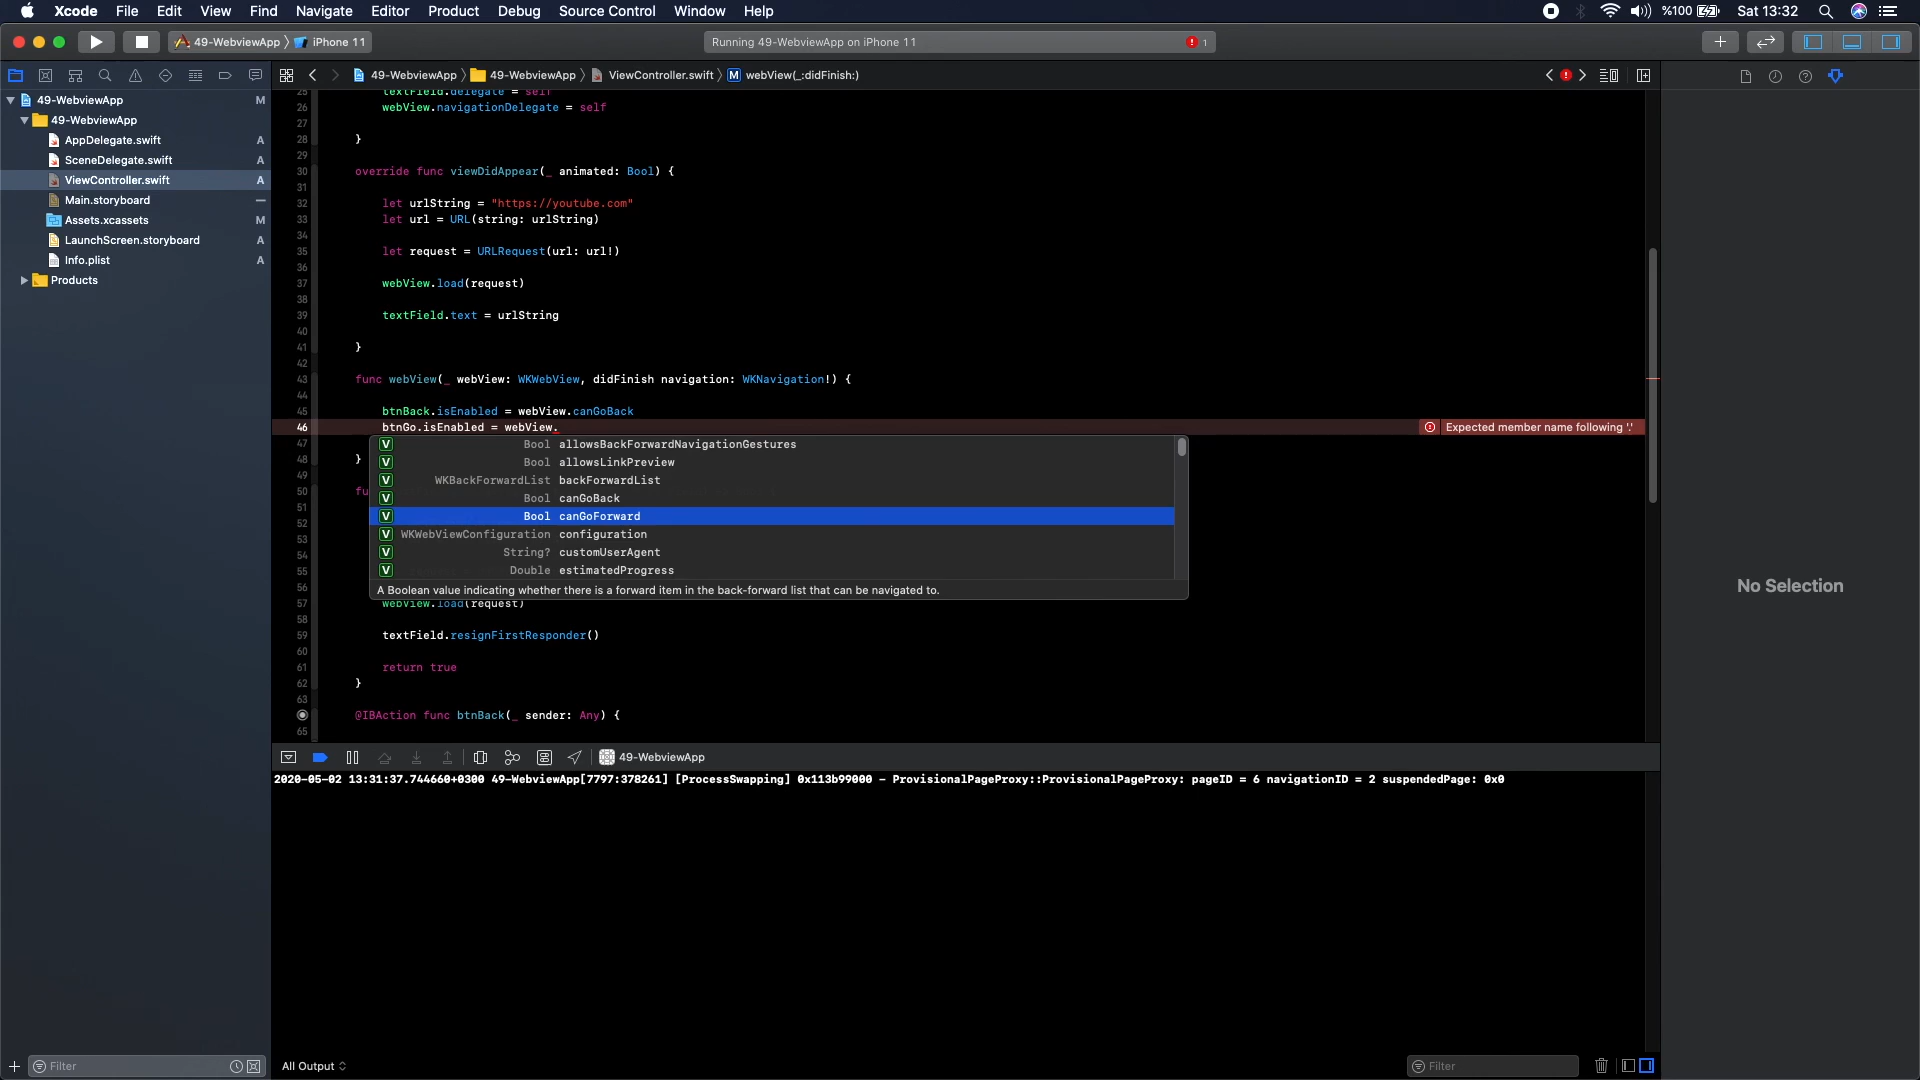 Xcode File Edit View Find Navigate Editor Product Debug Source Control Window Help %100 Sat 13:32
49-WebviewApp iPhone 11 Running 49-WebviewApp on iPhone 11 1
49-WebviewApp 49-WebviewApp ViewController.swift M webView(_:didFinish:)
49-WebviewApp M
49-WebviewApp
AppDelegate.swift A
SceneDelegate.swift A
ViewController.swift A
Main.storyboard
Assets.xcassets M
LaunchScreen.storyboard A
Info.plist A
Products
Filter
25 textField.delegate = self
26 webView.navigationDelegate = self
27
28 }
29
30 override func viewDidAppear(_ animated: Bool) {
31
32 let urlString = "https://youtube.com"
33 let url = URL(string: urlString)
34
35 let request = URLRequest(url: url!)
36
37 webView.load(request)
38
39 textField.text = urlString
40
41 }
42
43 func webView(_ webView: WKWebView, didFinish navigation: WKNavigation!) {
44
45 btnBack.isEnabled = webView.canGoBack
46 btnGo.isEnabled = webView. Expected member name following '.'
47 V Bool allowsBackForwardNavigationGestures
48 } V Bool allowsLinkPreview
49 V WKBackForwardList backForwardList
50 fu V Bool canGoBack
51
52 V Bool canGoForward
53 V WKWebViewConfiguration configuration
54 V String? customUserAgent
55 V Double estimatedProgress
56 A Boolean value indicating whether there is a forward item in the back-forward list that can be navigated to.
57 webView.load(request)
58
59 textField.resignFirstResponder()
60
61 return true
62 }
63
@IBAction func btnBack(_ sender: Any) {
65
No Selection
49-WebviewApp
2020-05-02 13:31:37.744660+0300 49-WebviewApp[7797:378261] [ProcessSwapping] 0x113b99000 - ProvisionalPageProxy::ProvisionalPageProxy: pageID = 6 navigationID = 2 suspendedPage: 0x0
All Output Filter